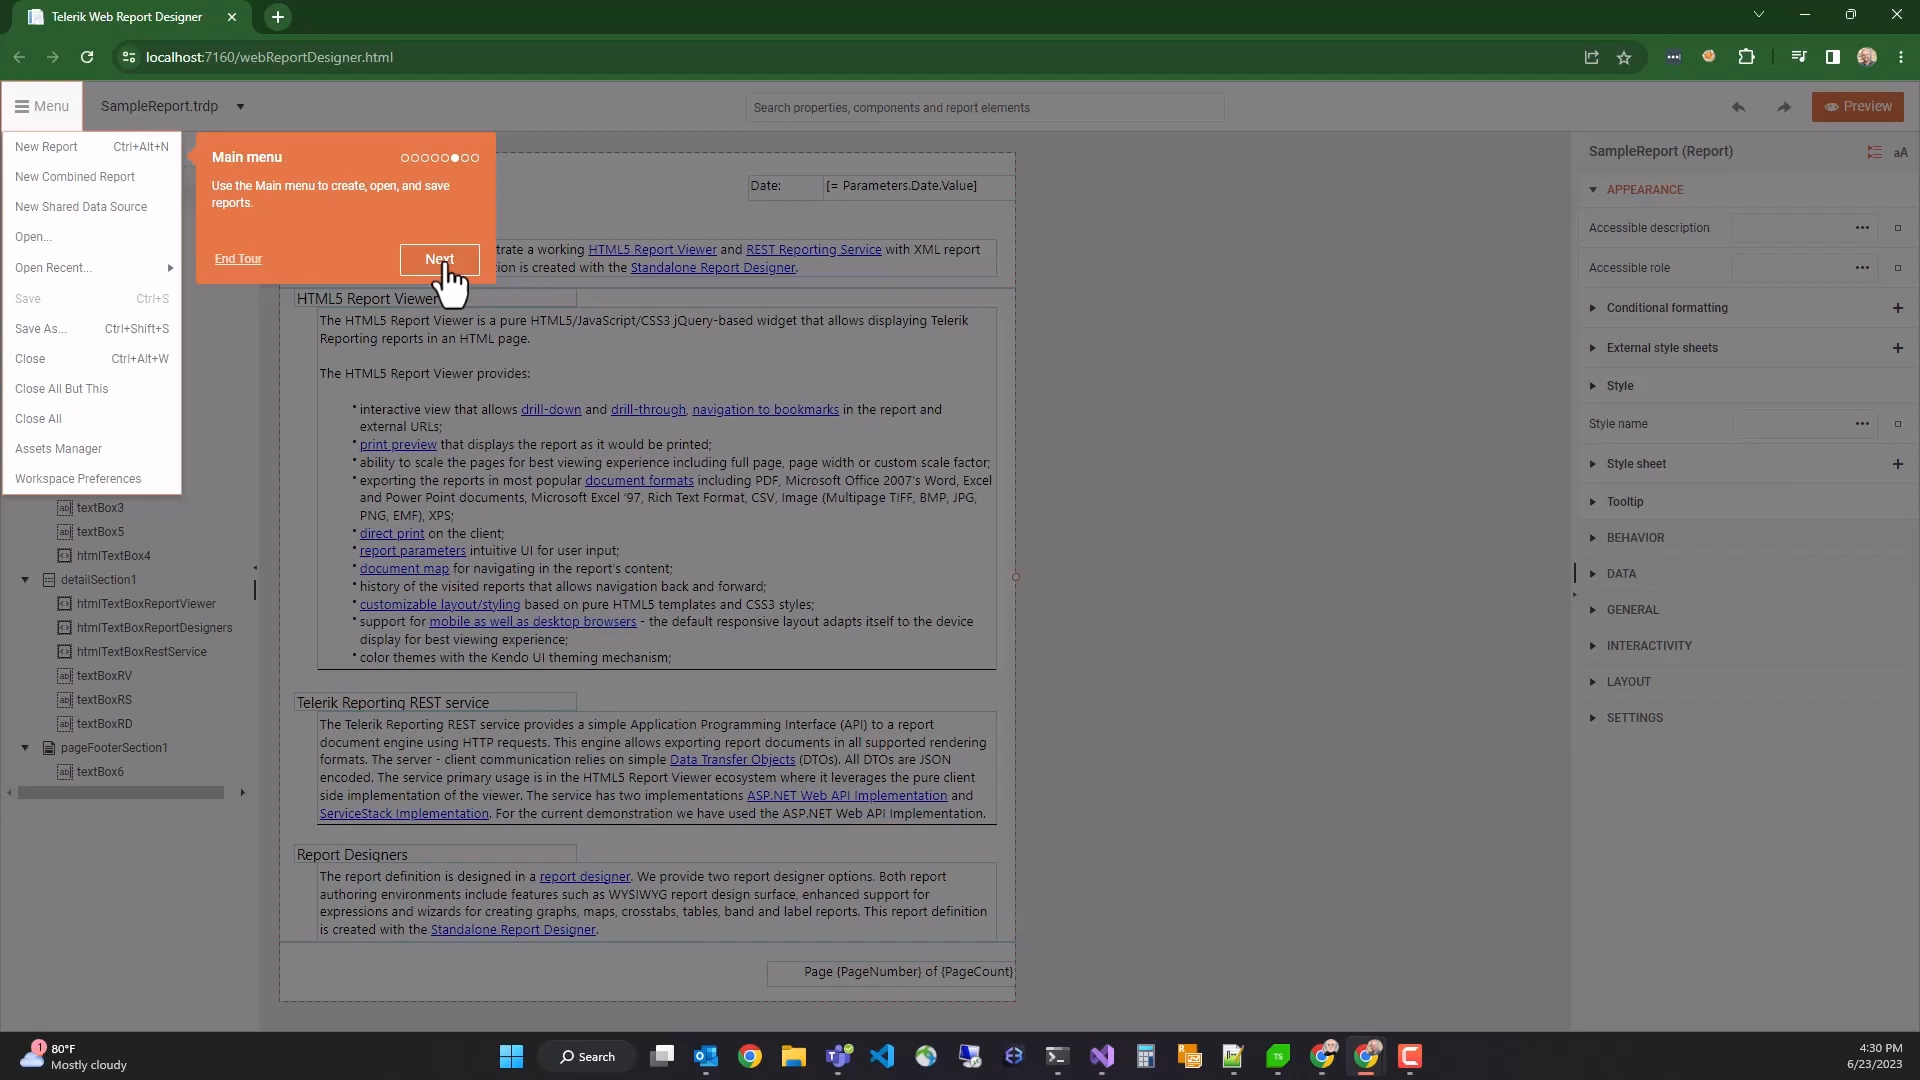 Telerik Web Report Designer
localhost:7160/webReportDesigner.html
Menu
SampleReport.trdp
Search properties, components and report elements
Preview
New Report Ctrl+Alt+N
New Combined Report
New Shared Data Source
Open...
Open Recent...
Save Ctrl+S
Save As... Ctrl+Shift+S
Close Ctrl+Alt+W
Close All But This
Close All
Assets Manager
Workspace Preferences
Main menu
Use the Main menu to create, open, and save
reports.
End Tour
Next
textBox3
textBox5
htmlTextBox4
detailSection1
htmlTextBoxReportViewer
htmlTextBoxReportDesigners
htmlTextBoxRestService
textBoxRV
textBoxRS
textBoxRD
pageFooterSection1
textBox6
Date: [= Parameters.Date.Value]
trate a working HTML5 Report Viewer and REST Reporting Service with XML report
ion is created with the Standalone Report Designer.
HTML5 Report Viewer
The HTML5 Report Viewer is a pure HTML5/JavaScript/CSS3 jQuery-based widget that allows displaying Telerik
Reporting reports in an HTML page.
The HTML5 Report Viewer provides:
• interactive view that allows drill-down and drill-through, navigation to bookmarks in the report and
external URLs;
• print preview that displays the report as it would be printed;
• ability to scale the pages for best viewing experience including full page, page width or custom scale factor;
• exporting the reports in most popular document formats including PDF, Microsoft Office 2007's Word, Excel
and Power Point documents, Microsoft Excel '97, Rich Text Format, CSV, Image (Multipage TIFF, BMP, JPG,
PNG, EMF), XPS;
• direct print on the client;
• report parameters intuitive UI for user input;
• document map for navigating in the report's content;
• history of the visited reports that allows navigation back and forward;
• customizable layout/styling based on pure HTML5 templates and CSS3 styles;
• support for mobile as well as desktop browsers - the default responsive layout adapts itself to the device
display for best viewing experience;
• color themes with the Kendo UI theming mechanism;
Telerik Reporting REST service
The Telerik Reporting REST service provides a simple Application Programming Interface (API) to a report
document engine using HTTP requests. This engine allows exporting report documents in all supported rendering
formats. The server - client communication relies on simple Data Transfer Objects (DTOs). All DTOs are JSON
encoded. The service primary usage is in the HTML5 Report Viewer ecosystem where it leverages the pure client
side implementation of the viewer. The service has two implementations ASP.NET Web API Implementation and
ServiceStack Implementation. For the current demonstration we have used the ASP.NET Web API Implementation.
Report Designers
The report definition is designed in a report designer. We provide two report designer options. Both report
authoring environments include features such as WYSIWYG report design surface, enhanced support for
expressions and wizards for creating graphs, maps, crosstabs, tables, band and label reports. This report definition
is created with the Standalone Report Designer.
Page {PageNumber} of {PageCount}
SampleReport (Report)
aA
APPEARANCE
Accessible description
Accessible role
Conditional formatting
External style sheets
Style
Style name
Style sheet
Tooltip
BEHAVIOR
DATA
GENERAL
INTERACTIVITY
LAYOUT
SETTINGS
1
80°F
Mostly cloudy
Search
TS
4:30 PM
6/23/2023